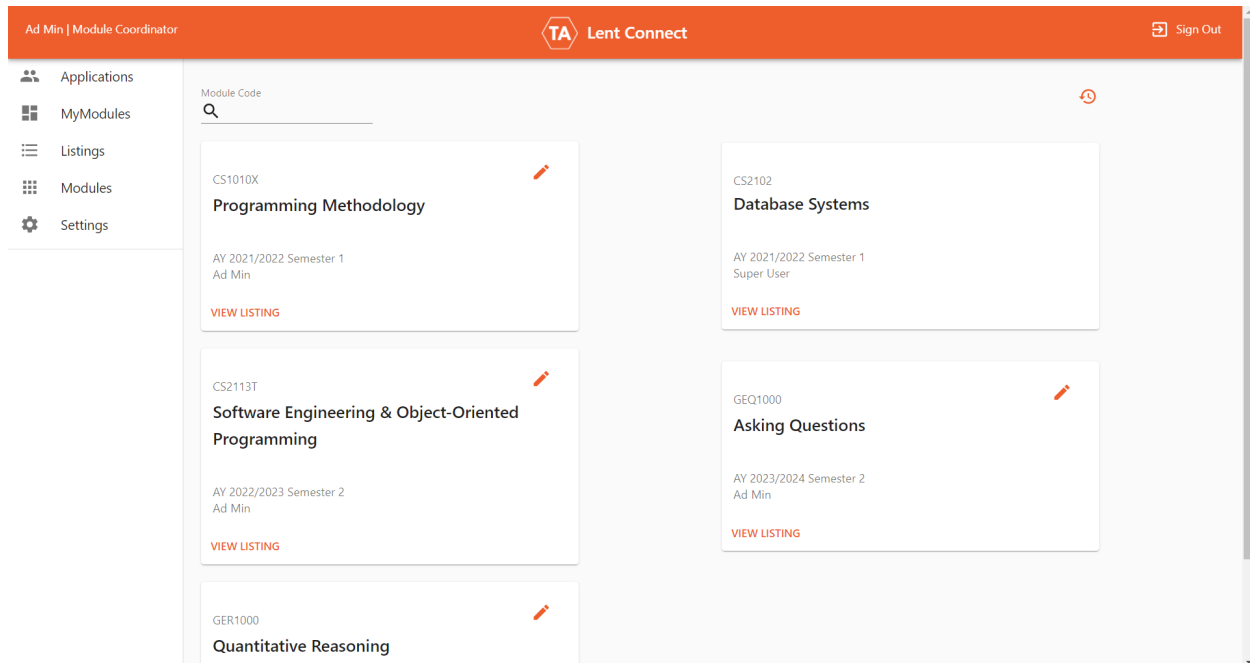 Ad Min | Module Coordinator
TA Lent Connect
Sign Out
Applications
MyModules
Listings
Modules
Settings
Module Code
CS1010X
Programming Methodology
AY 2021/2022 Semester 1
Ad Min
VIEW LISTING
CS2102
Database Systems
AY 2021/2022 Semester 1
Super User
VIEW LISTING
CS2113T
Software Engineering & Object-Oriented
Programming
AY 2022/2023 Semester 2
Ad Min
VIEW LISTING
GEQ1000
Asking Questions
AY 2023/2024 Semester 2
Ad Min
VIEW LISTING
GER1000
Quantitative Reasoning